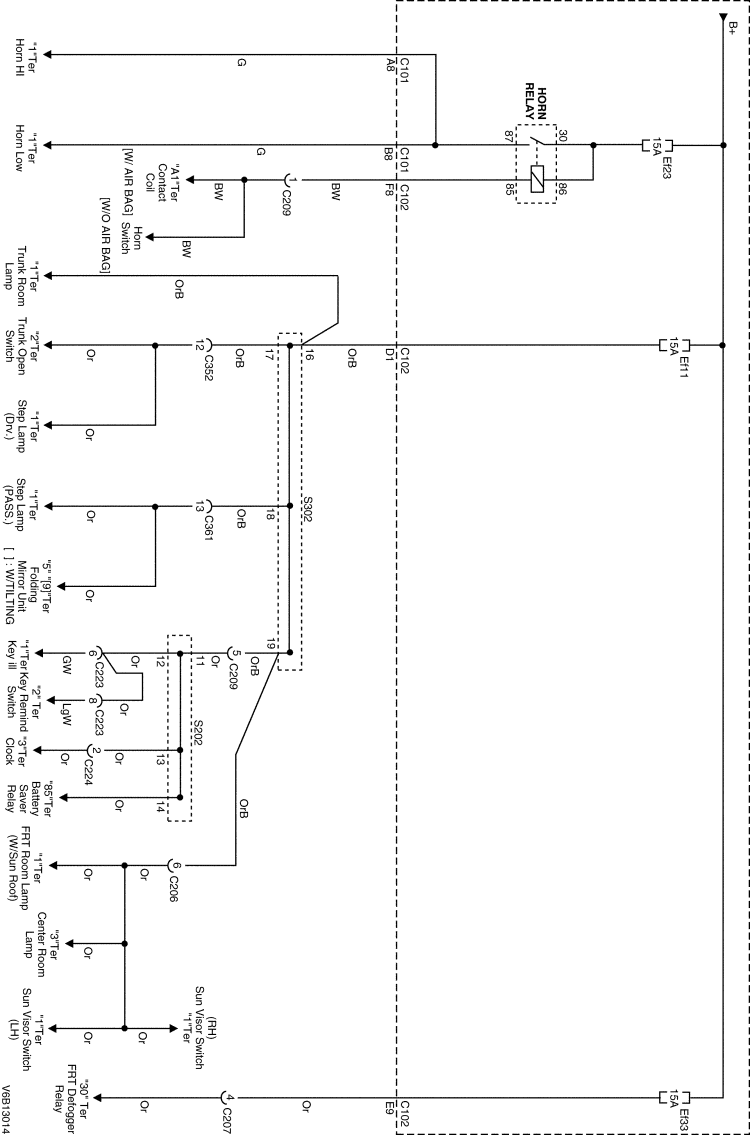 B+
Ef23
15A
Ef11
15A
Ef33
15A
HORN
RELAY
30
86
87
85
C101
A8
G
"1"Ter
Horn HI
C101
B8
G
"1"Ter
Horn Low
C102
F8
BW
1
C209
BW
"A1"Ter
Contact
Coil
[W/ AIR BAG]
BW
Horn
Switch
[W/O AIR BAG]
OrB
"1"Ter
Trunk Room
Lamp
C102
D1
OrB
16
17
OrB
12
C352
Or
"2"Ter
Trunk Open
Switch
Or
"1"Ter
Step Lamp
(Drv.)
S302
18
OrB
13
C361
Or
"1"Ter
Step Lamp
(PASS.)
Or
"5" "[9]"Ter
Folding
Mirror Unit
[ ] : W/TILTING
19
OrB
5
C209
Or
11
S202
12
Or
6
C223
GW
"1"Ter
Key ill
Or
8
C223
LgW
"2" Ter
Key Remind
Switch
13
Or
2
C224
Or
"3"Ter
Clock
14
Or
"85"Ter
Battery
Saver
Relay
OrB
6
C206
Or
Or
"1"Ter
FRT Room Lamp
(W/Sun Roof)
Or
"3"Ter
Center Room
Lamp
Or
"1"Ter
Sun Visor Switch
(LH)
Or
(RH)
Sun Visor Switch
"1"Ter
C102
E9
Or
4
C207
Or
"30" Ter
FRT Defogger
Relay
V6B13014